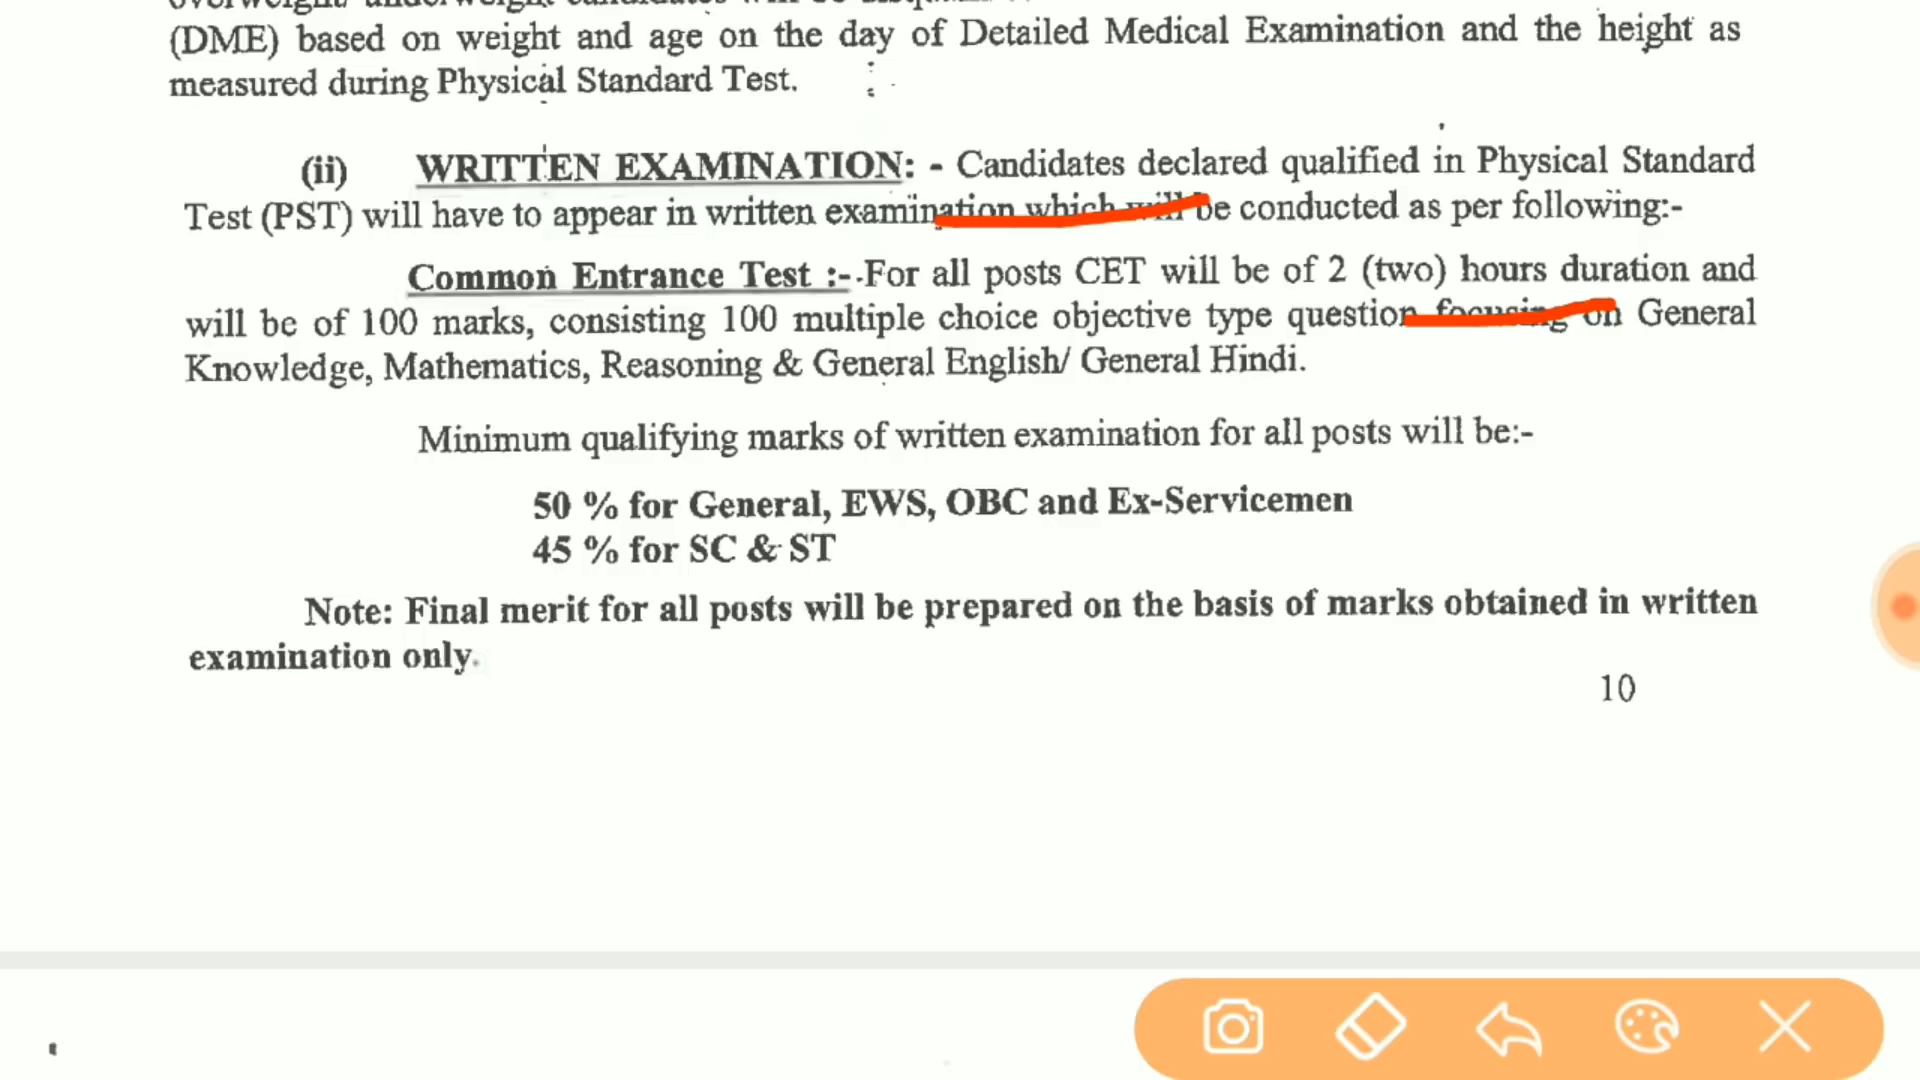 (DME) based on weight and age on the day of Detailed Medical Examination and the height as
measured during Physical Standard Test.
(ii) WRITTEN EXAMINATION: - Candidates declared qualified in Physical Standard
Test (PST) will have to appear in written examination which will be conducted as per following:-
Common Entrance Test :- For all posts CET will be of 2 (two) hours duration and
will be of 100 marks, consisting 100 multiple choice objective type question focusing on General
Knowledge, Mathematics, Reasoning & General English/ General Hindi.
Minimum qualifying marks of written examination for all posts will be:-
50 % for General, EWS, OBC and Ex-Servicemen
45 % for SC & ST
Note: Final merit for all posts will be prepared on the basis of marks obtained in written
examination only.
10